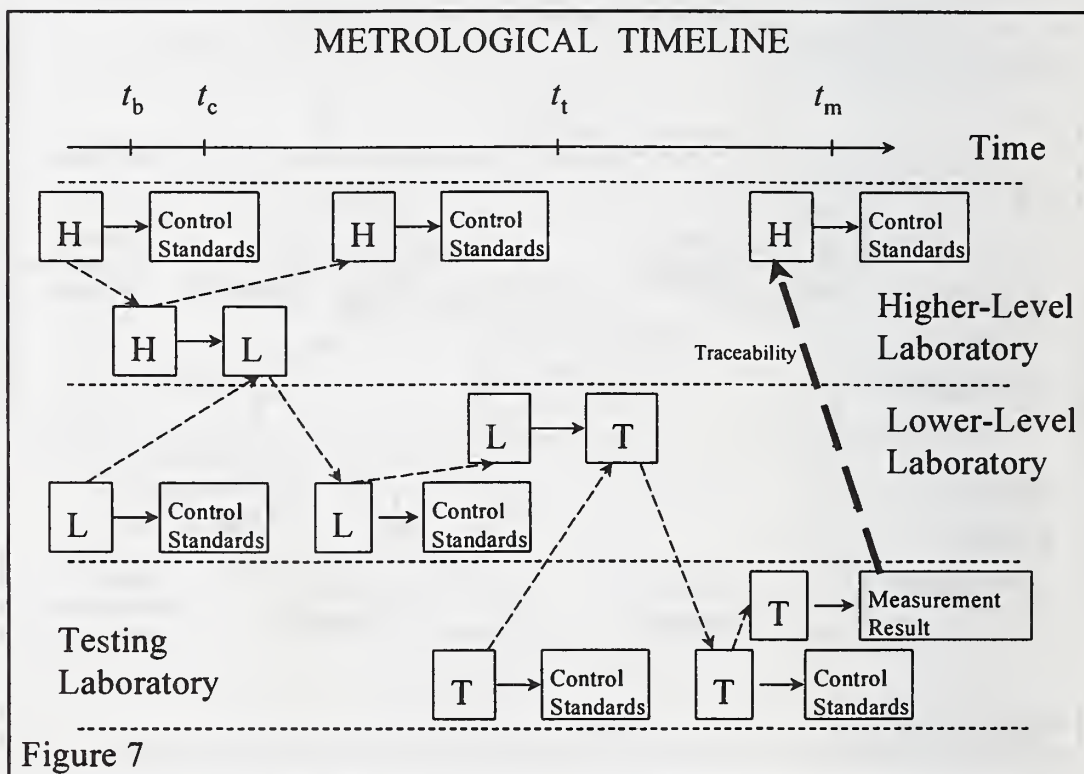 METROLOGICAL TIMELINE
t_b t_c t_t t_m
Time
H Control Standards H Control Standards H Control Standards
H L
Higher-Level
Laboratory
Traceability
L T
Lower-Level
Laboratory
L Control Standards L Control Standards
T Measurement Result
Testing
Laboratory
T Control Standards T Control Standards
Figure 7